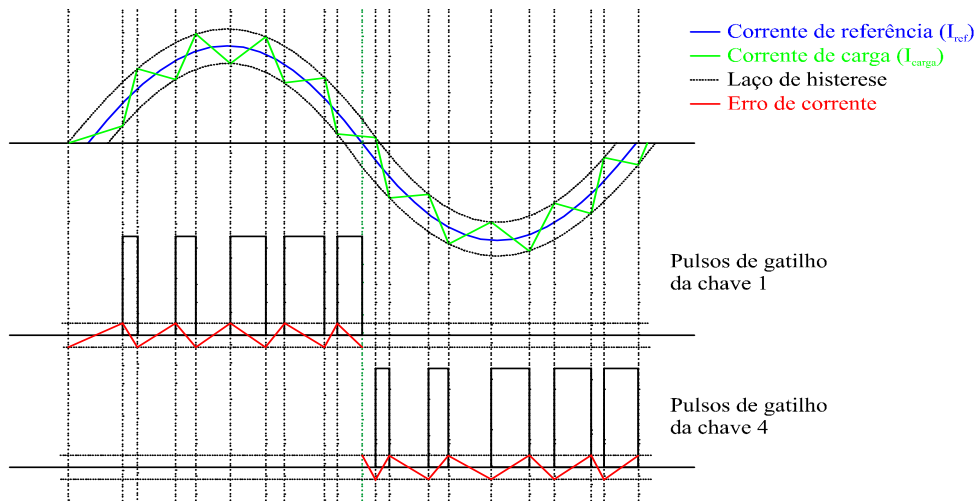 Corrente de referência (Iref)
Corrente de carga (Icarga)
Laço de histerese
Erro de corrente
Pulsos de gatilho
da chave 1
Pulsos de gatilho
da chave 4